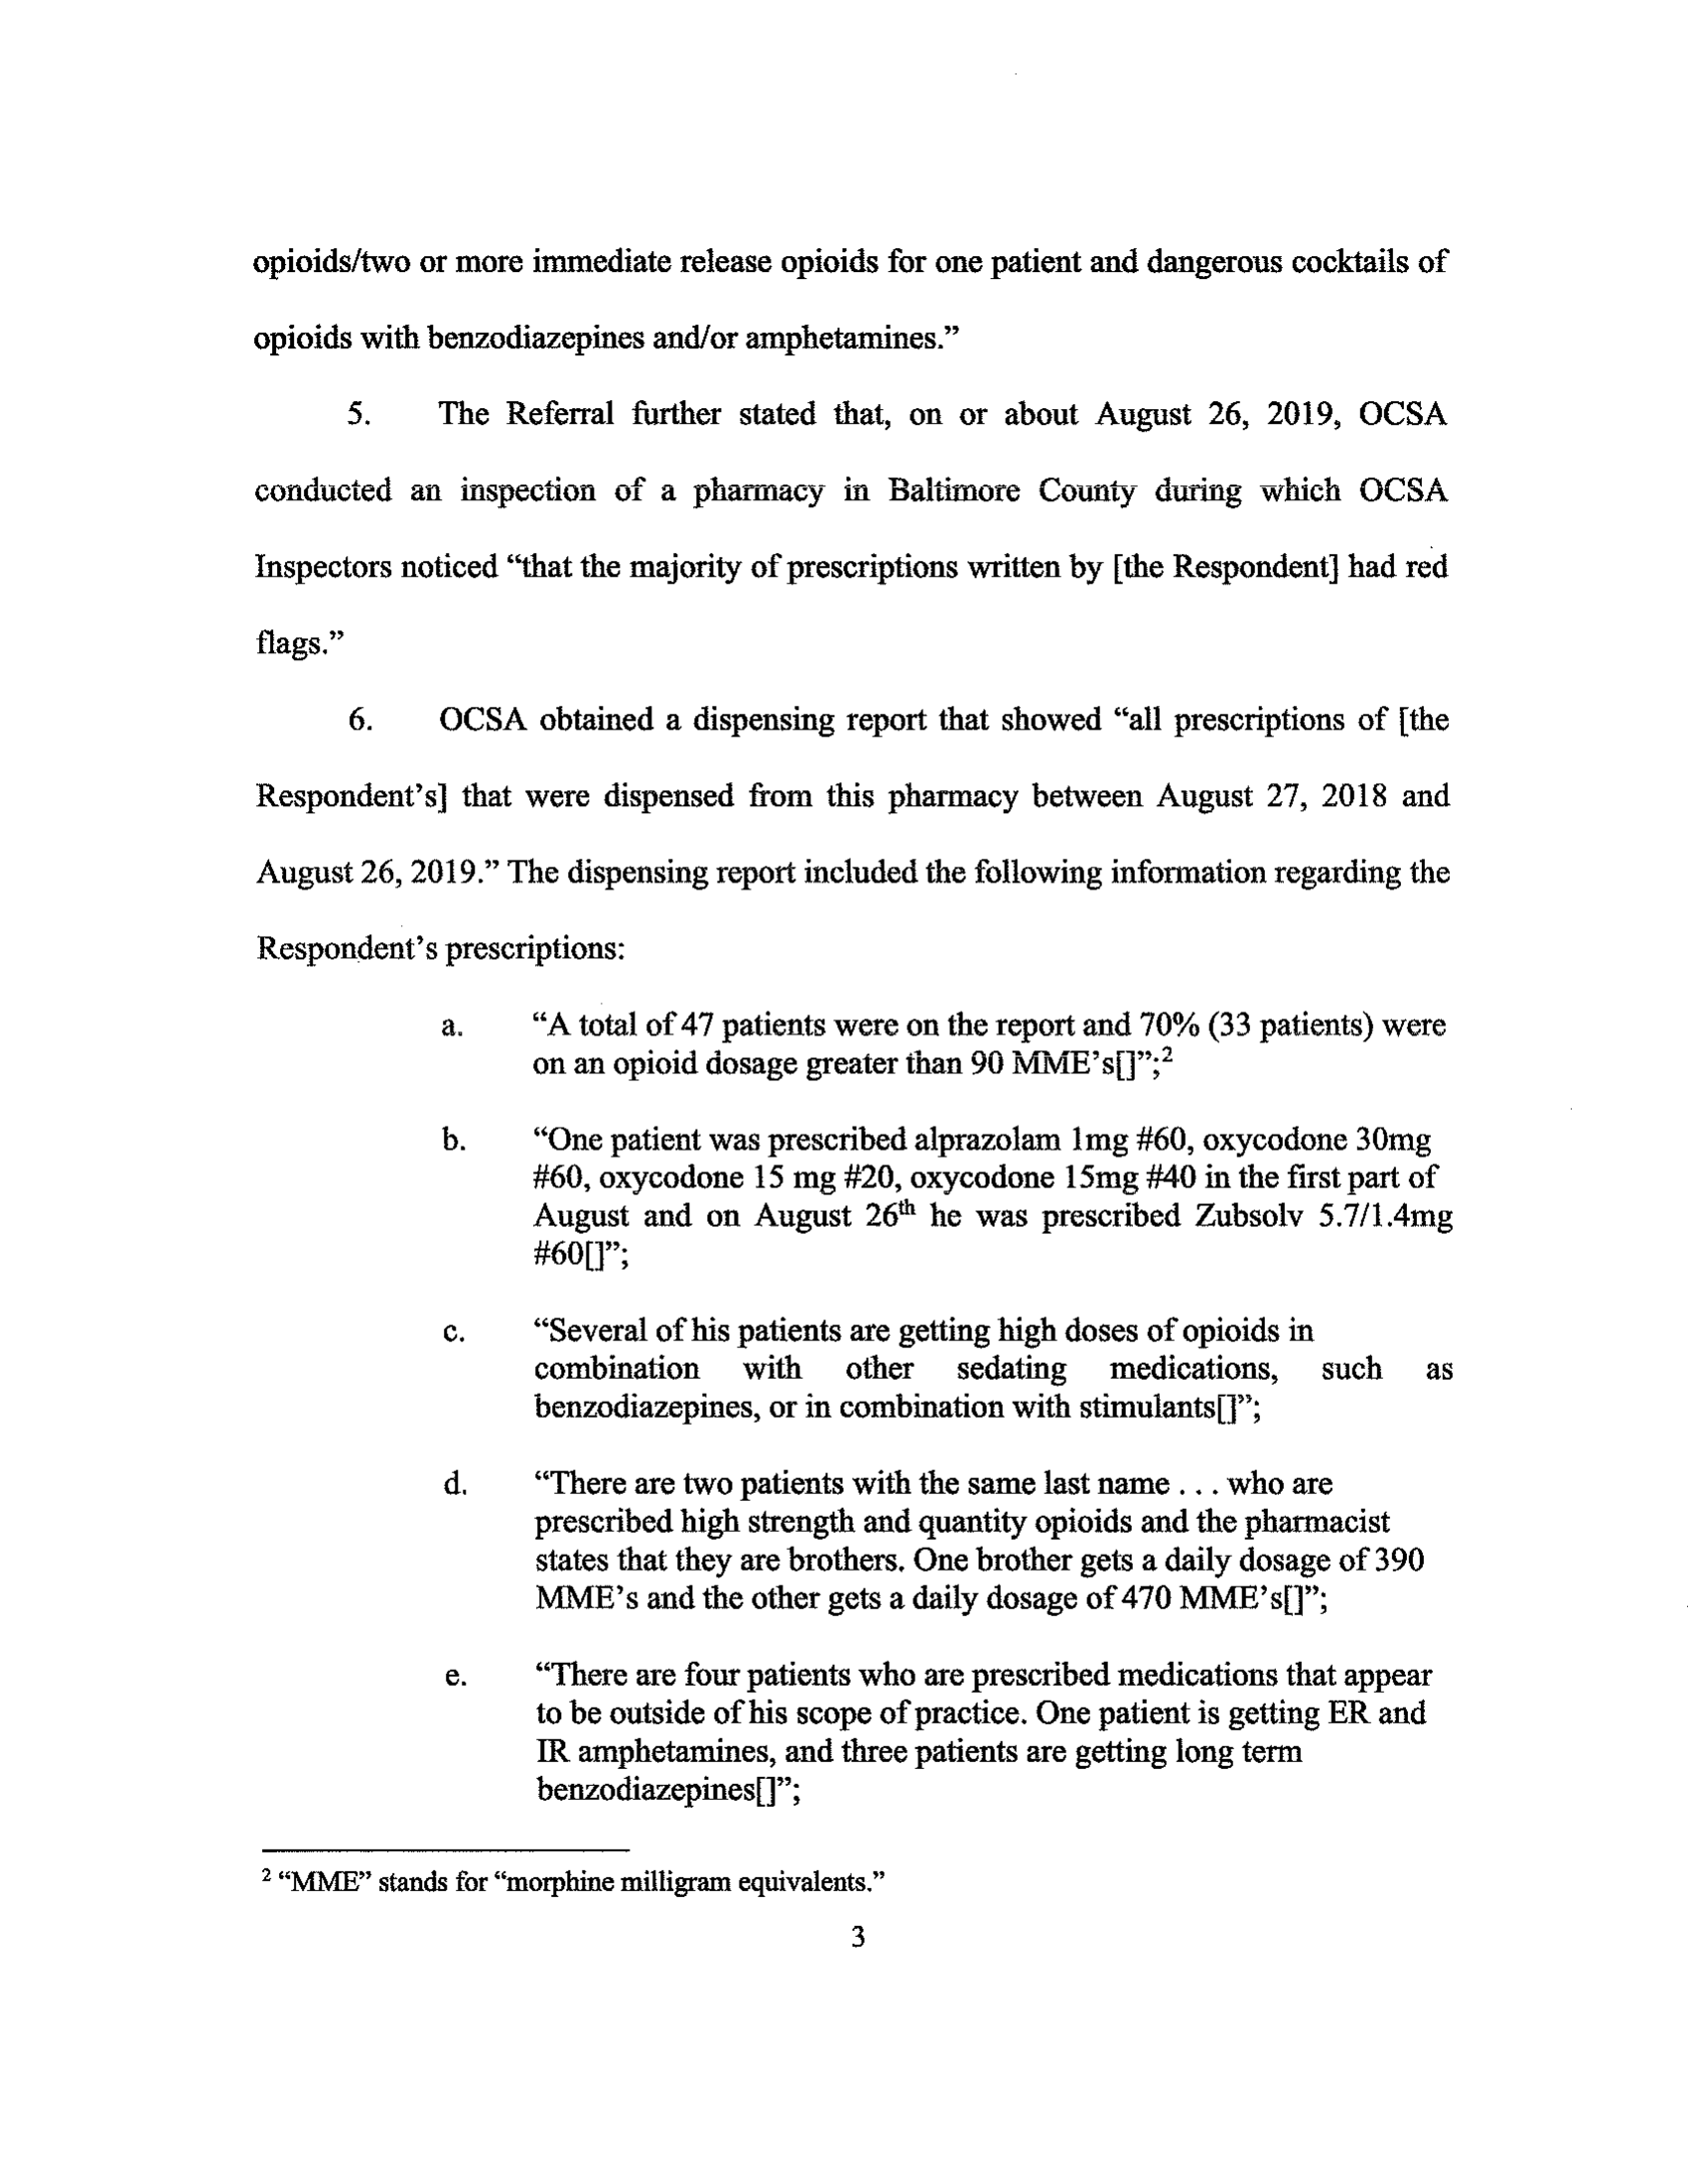 opioids/two or more immediate release opioids for one patient and dangerous cocktails of
opioids with benzodiazepines and/or amphetamines.”
5. The Referral further stated that, on or about August 26, 2019, OCSA
conducted an inspection of a pharmacy in Baltimore County during which OCSA
Inspectors noticed “that the majority of prescriptions written by [the Respondent] had red
flags.”
6. OCSA obtained a dispensing report that showed “all prescriptions of [the
Respondent’s] that were dispensed from this pharmacy between August 27, 2018 and
August 26, 2019.” The dispensing report included the following information regarding the
Respondent’s prescriptions:
a. “A total of 47 patients were on the report and 70% (33 patients) were
on an opioid dosage greater than 90 MME’s[]”;²
b. “One patient was prescribed alprazolam 1mg #60, oxycodone 30mg
#60, oxycodone 15 mg #20, oxycodone 15mg #40 in the first part of
August and on August 26th he was prescribed Zubsolv 5.7/1.4mg
#60[]”;
c. “Several of his patients are getting high doses of opioids in
combination with other sedating medications, such as
benzodiazepines, or in combination with stimulants[]”;
d. “There are two patients with the same last name . . . who are
prescribed high strength and quantity opioids and the pharmacist
states that they are brothers. One brother gets a daily dosage of 390
MME’s and the other gets a daily dosage of 470 MME’s[]”;
e. “There are four patients who are prescribed medications that appear
to be outside of his scope of practice. One patient is getting ER and
IR amphetamines, and three patients are getting long term
benzodiazepines[]”;
² “MME” stands for “morphine milligram equivalents.”
3